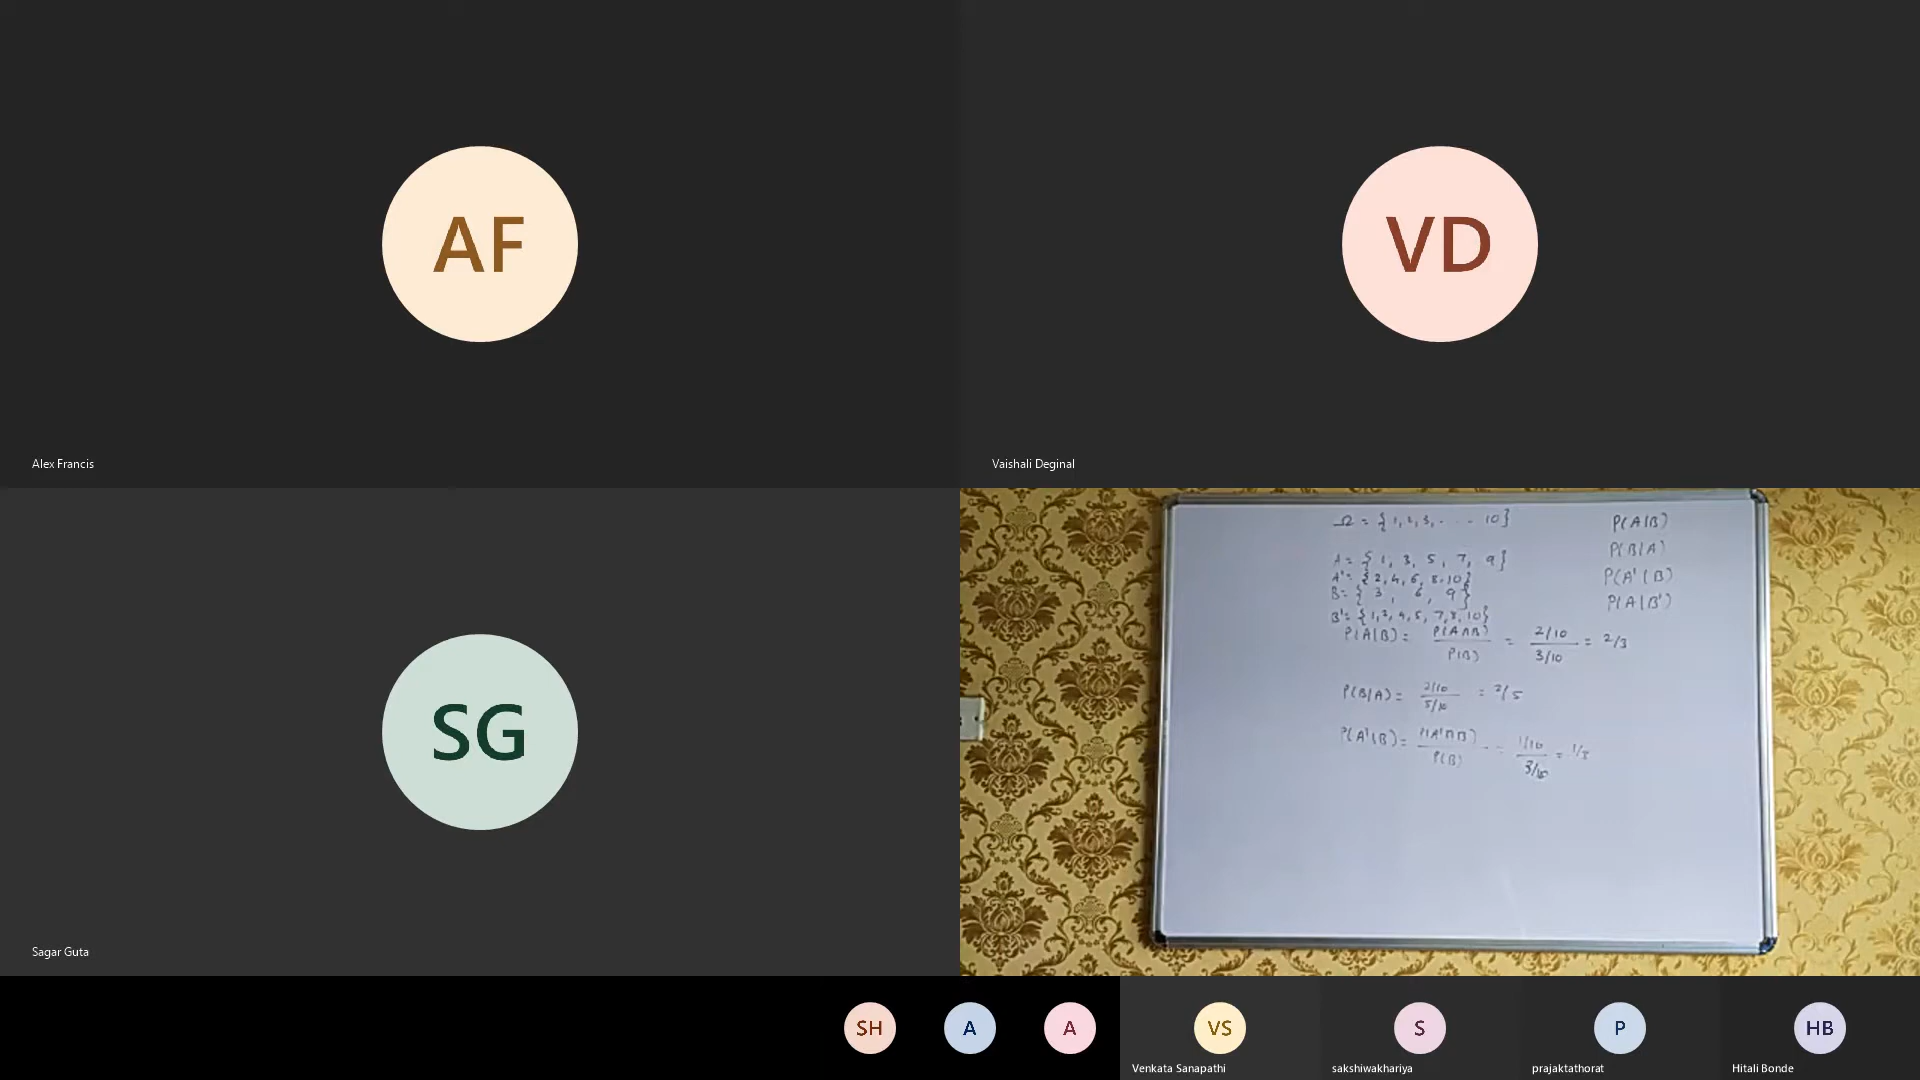 AF
Alex Francis
VD
Vaishali Deginal
SG
Sagar Guta
Ω = {1, 2, 3, . . . . 10}
A = {1, 3, 5, 7, 9}
A' = {2, 4, 6, 8, 10}
B = {3, 6, 9}
B' = {1, 2, 4, 5, 7, 8, 10}
P(A|B)
P(B|A)
P(A'|B)
P(A|B')
P(A|B) = P(A∩B) / P(B) = 2/10 / 3/10 = 2/3
P(B|A) = 2/10 / 5/10 = 2/5
P(A'|B) = P(A'∩B) / P(B) = 1/10 / 3/10 = 1/3
SH
A
A
VS
Venkata Sanapathi
S
sakshiwakhariya
P
prajaktathorat
HB
Hitali Bonde